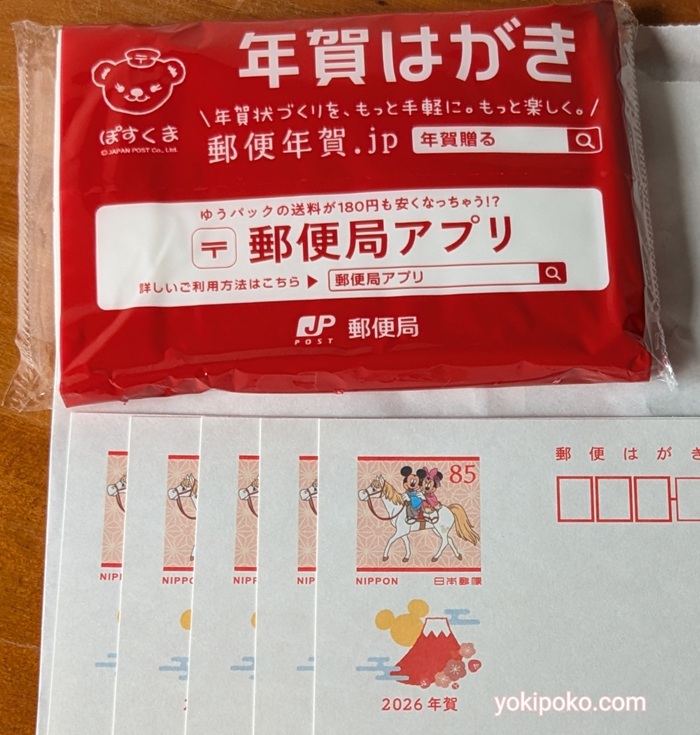 年賀はがき
年賀状づくりを、もっと手軽に。もっと楽しく。
ぽすくま
©JAPAN POST Co., Ltd.
郵便年賀.jp 年賀贈る
ゆうパックの送料が180円も安くなっちゃう!?
〒 郵便局アプリ
詳しいご利用方法はこちら▶ 郵便局アプリ
JP POST 郵便局
郵便はがき
85
NIPPON 日本郵便
NIPPON
NIPPON
NIPPON
NIPPON
2026 年賀
2
yokipoko.com